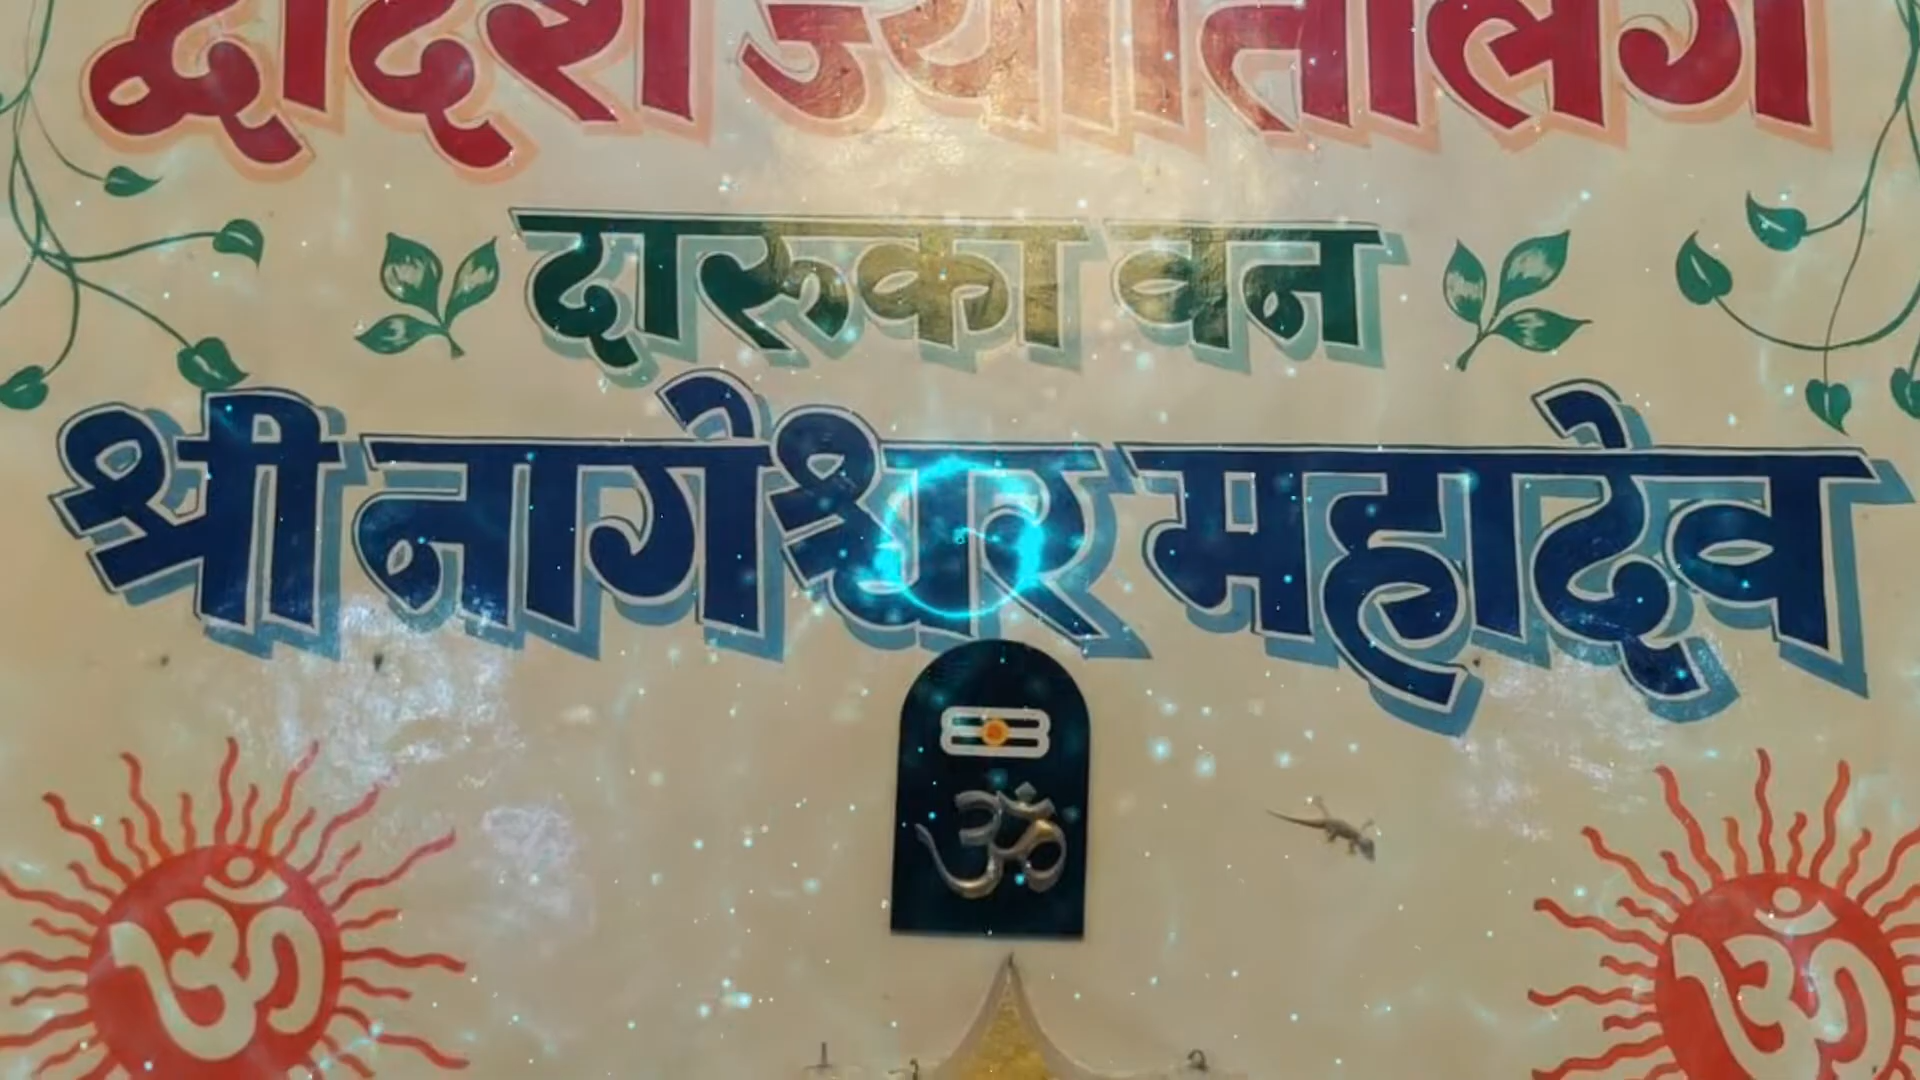 द्वादश ज्योतिर्लिंग
दारुका वन
श्री नागेश्वर महादेव
ॐ
ॐ ॐ